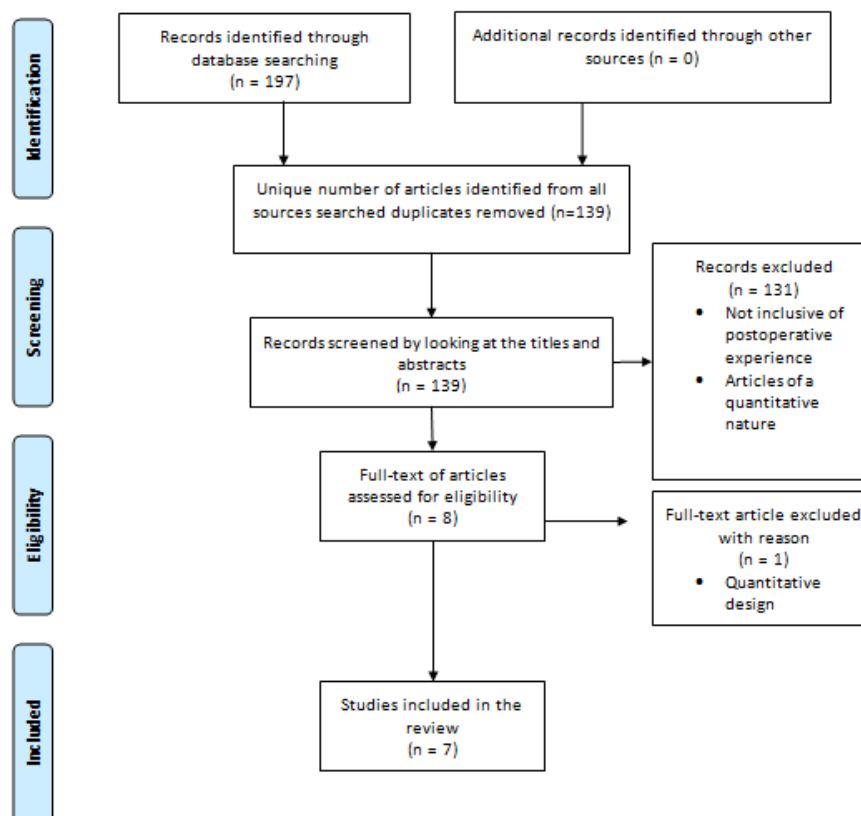 Identification
Records identified through
database searching
(n = 197)
Additional records identified through other
sources (n = 0)
Unique number of articles identified from all
sources searched duplicates removed (n=139)
Screening
Records excluded
(n = 131)
• Not inclusive of
postoperative
experience
• Articles of a
quantitative
nature
Records screened by looking at the titles and
abstracts
(n = 139)
Eligibility
Full-text of articles
assessed for eligibility
(n = 8)
Full-text article excluded
with reason
(n = 1)
• Quantitative
design
Included
Studies included in the
review
(n = 7)